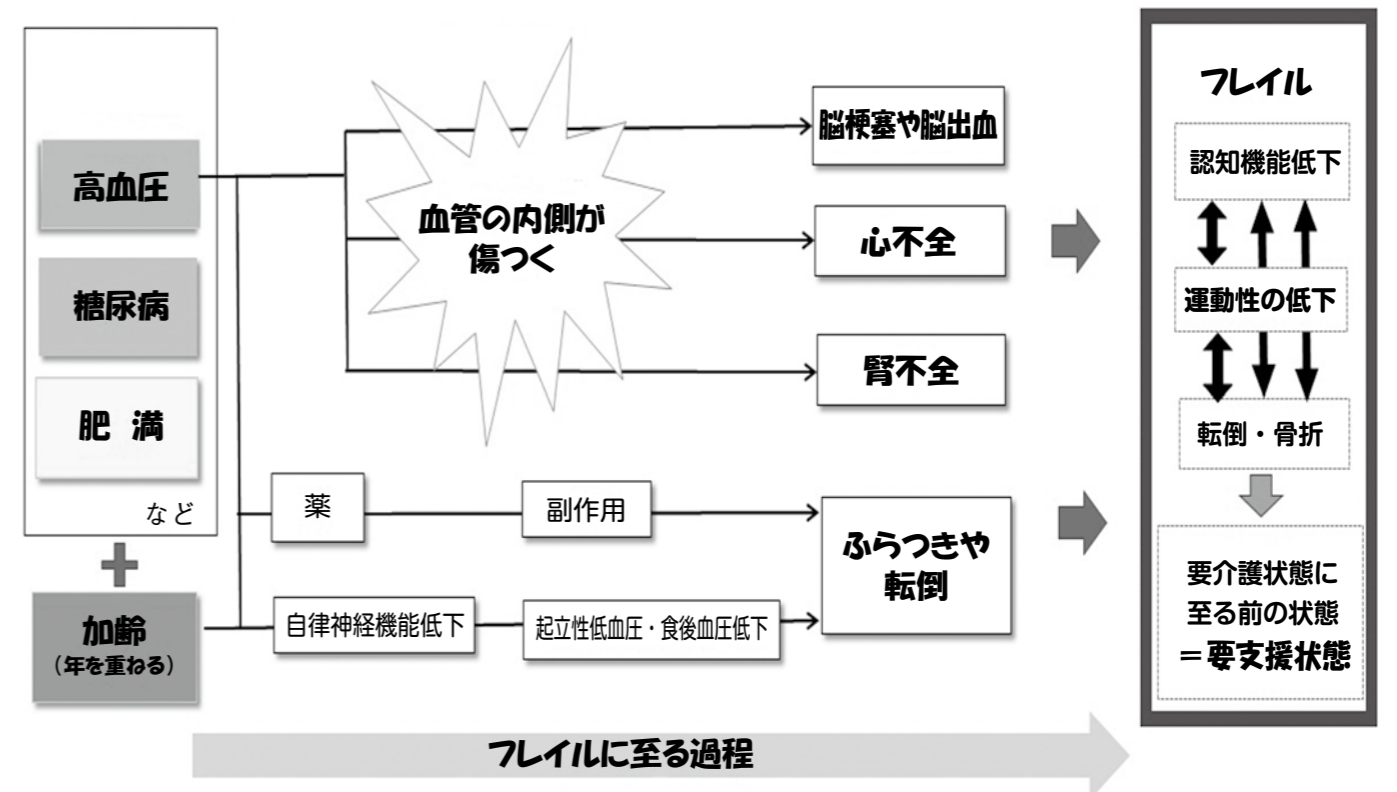 高血圧
糖尿病
肥 満
など
＋
加齢
（年を重ねる）
血管の内側が
傷つく
脳梗塞や脳出血
心不全
腎不全
薬
副作用
自律神経機能低下
起立性低血圧・食後血圧低下
ふらつきや
転倒
フレイル
認知機能低下
運動性の低下
転倒・骨折
要介護状態に
至る前の状態
＝要支援状態
フレイルに至る過程